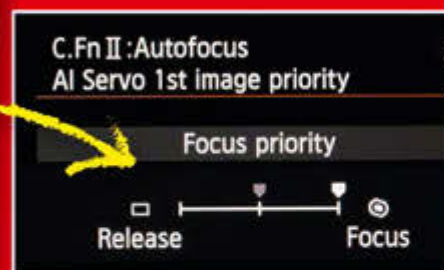 C.Fn II :Autofocus
AI Servo 1st image priority
Focus priority
Release Focus